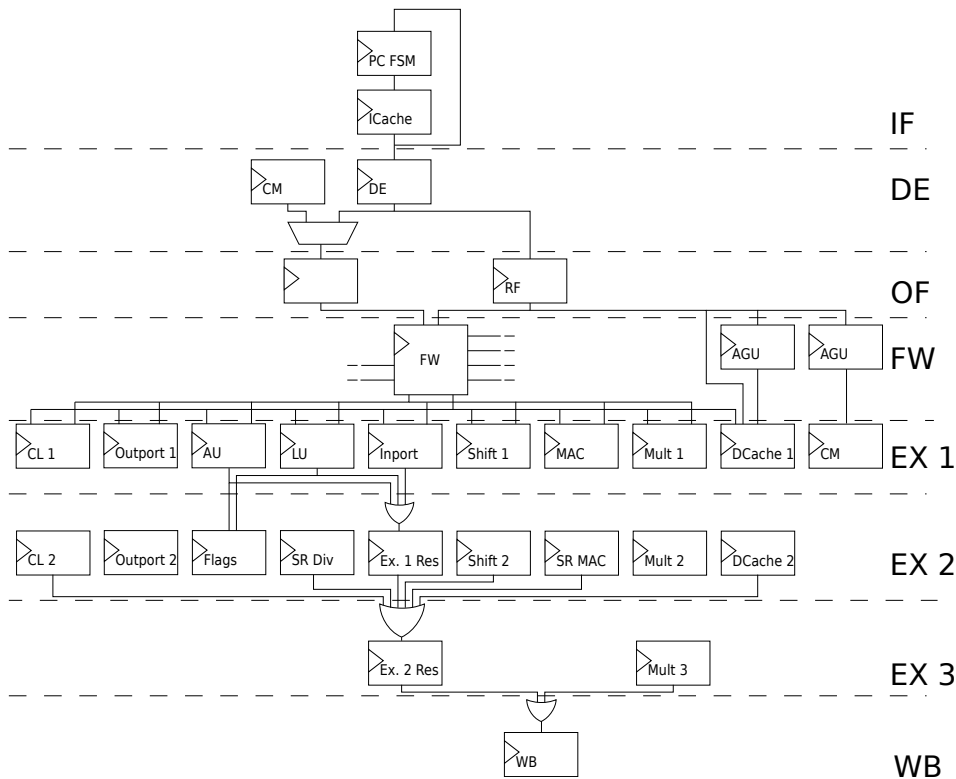 PC FSM
ICache
IF
CM
DE
DE
RF
OF
FW
AGU
AGU
FW
CL 1
Outport 1
AU
LU
Inport
Shift 1
MAC
Mult 1
DCache 1
CM
EX 1
CL 2
Outport 2
Flags
SR Div
Ex. 1 Res
Shift 2
SR MAC
Mult 2
DCache 2
EX 2
Ex. 2 Res
Mult 3
EX 3
WB
WB